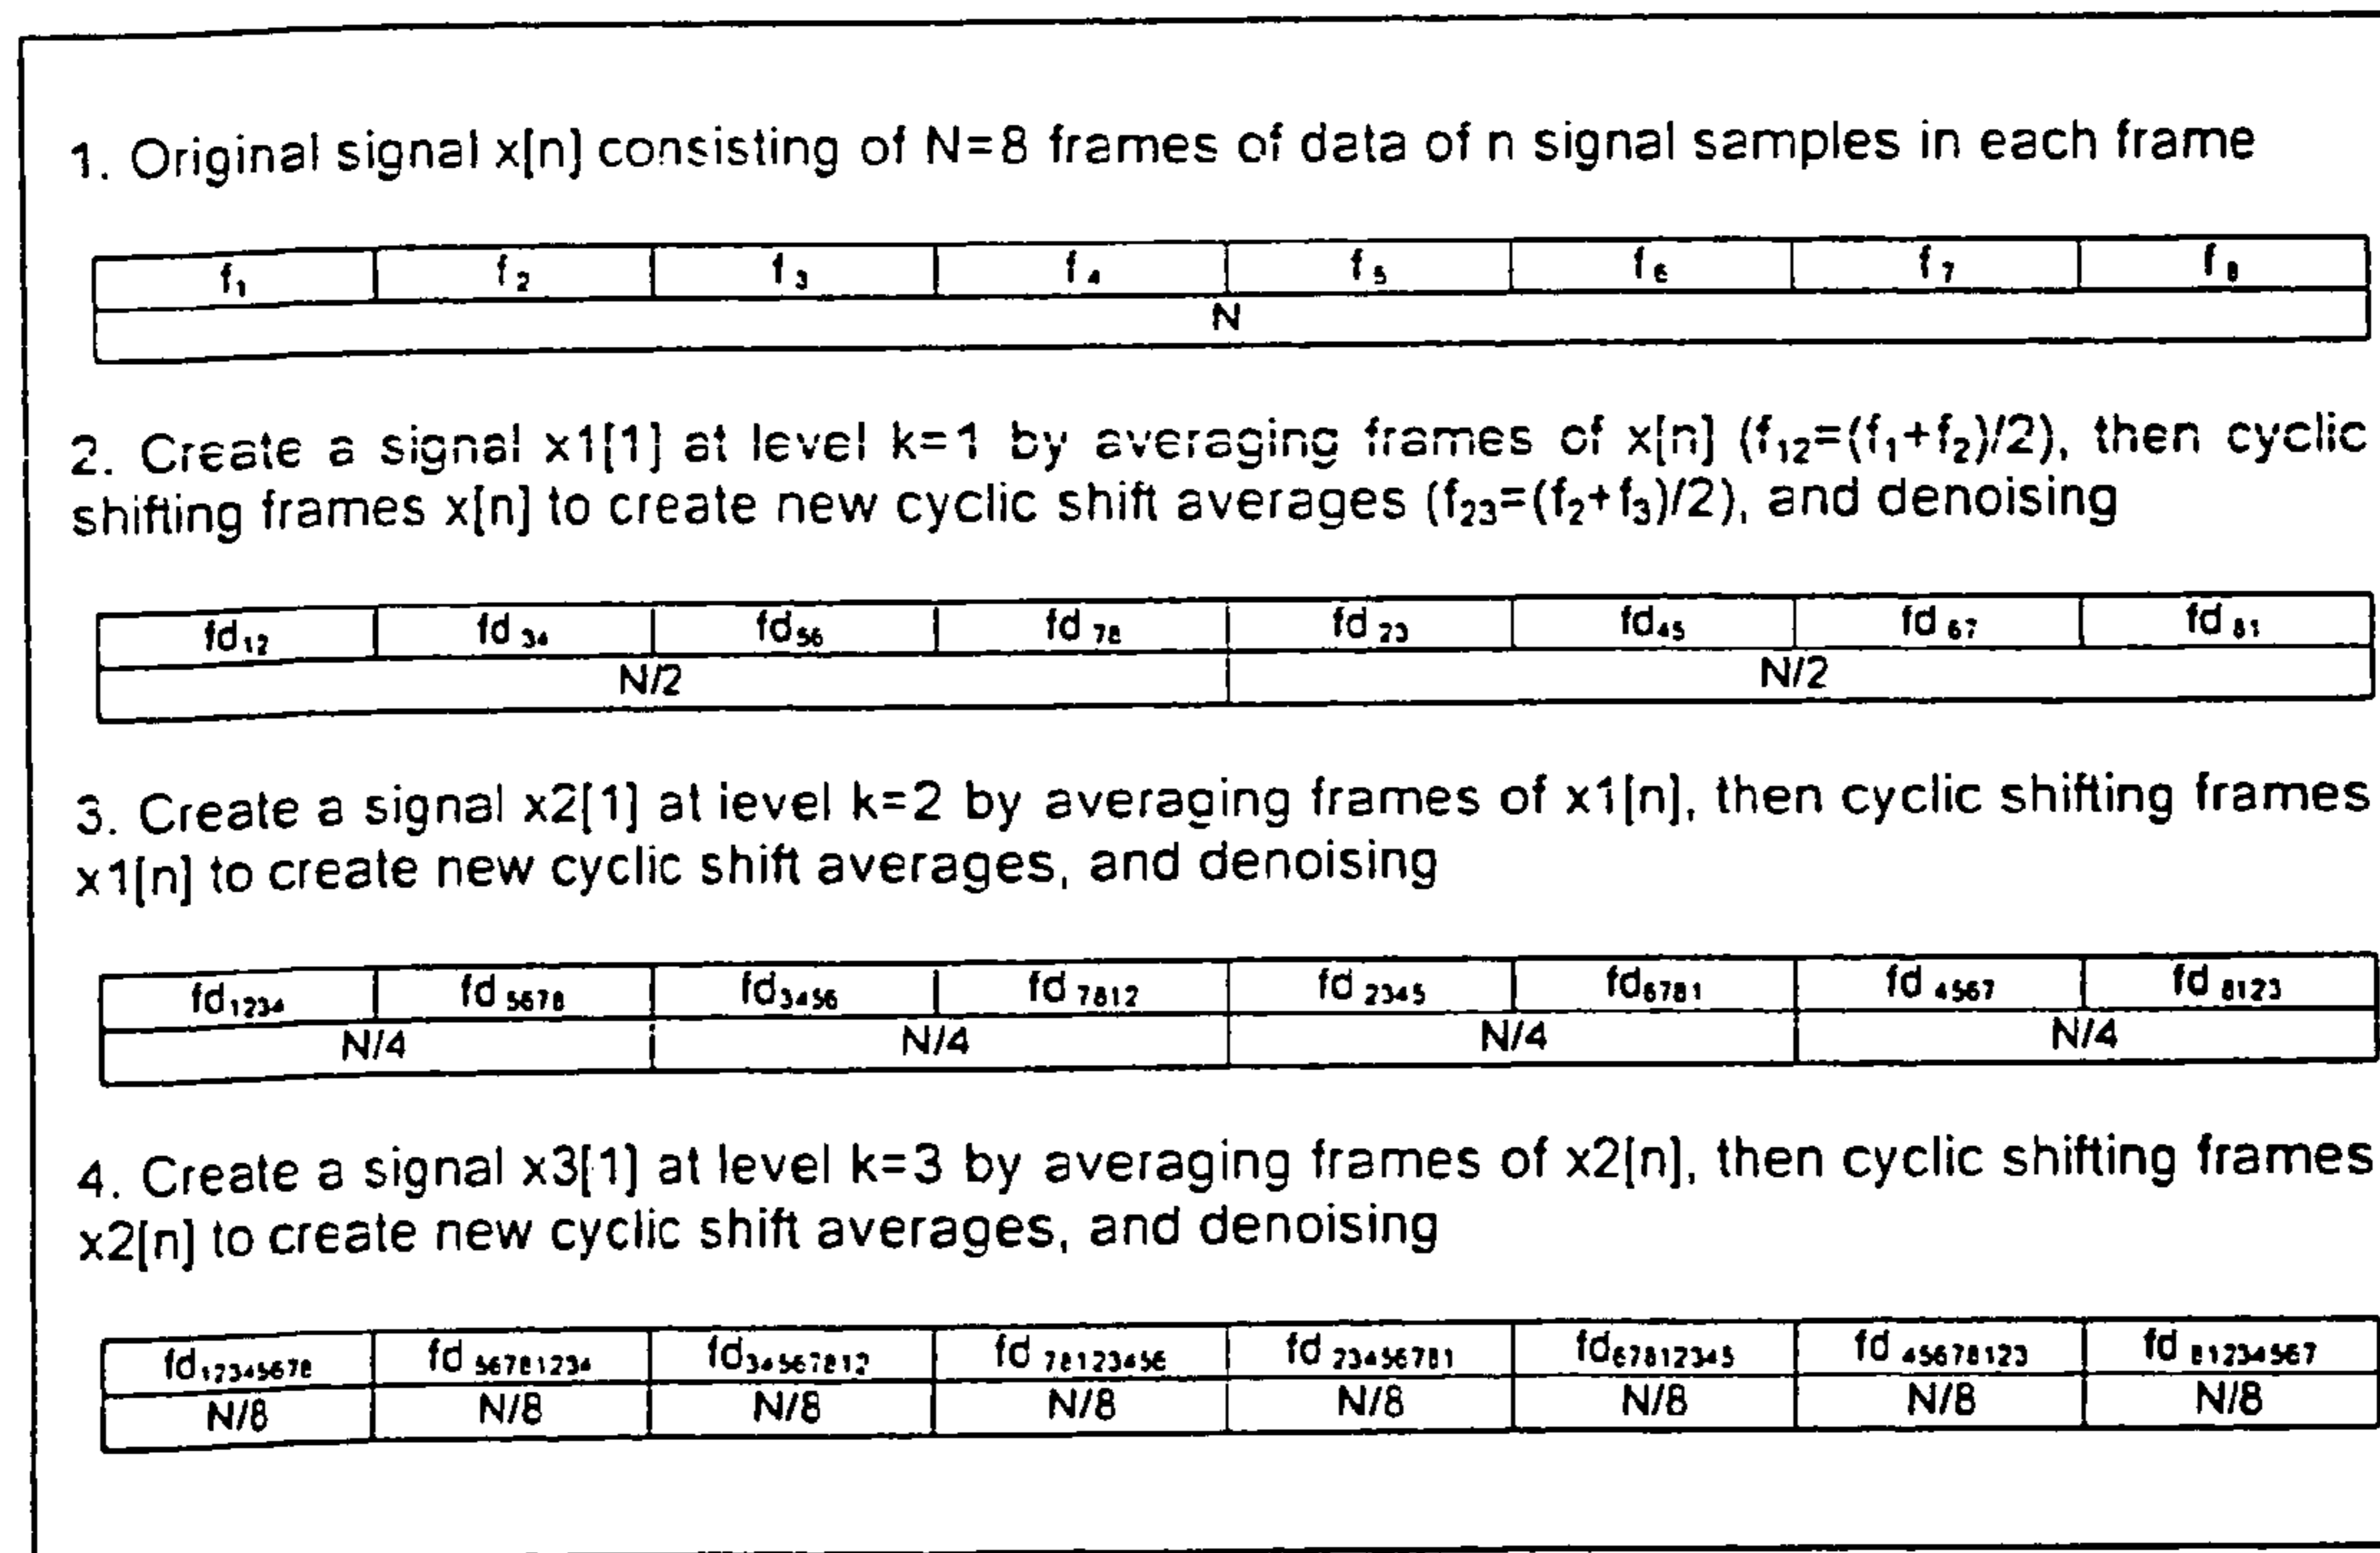 1. Original signal x[n] consisting of N=8 frames of data of n signal samples in each frame
f₁ f₂ f₃ f₄ f₅ f₆ f₇ f₈
N
2. Create a signal x1[1] at level k=1 by averaging frames of x[n] (f₁₂=(f₁+f₂)/2), then cyclic
shifting frames x[n] to create new cyclic shift averages (f₂₃=(f₂+f₃)/2), and denoising
fd₁₂ fd₃₄ fd₅₆ fd₇₈ fd₂₃ fd₄₅ fd₆₇ fd₈₁
N/2 N/2
3. Create a signal x2[1] at level k=2 by averaging frames of x1[n], then cyclic shifting frames
x1[n] to create new cyclic shift averages, and denoising
fd₁₂₃₄ fd₅₆₇₈ fd₃₄₅₆ fd₇₈₁₂ fd₂₃₄₅ fd₆₇₈₁ fd₄₅₆₇ fd₈₁₂₃
N/4 N/4 N/4 N/4
4. Create a signal x3[1] at level k=3 by averaging frames of x2[n], then cyclic shifting frames
x2[n] to create new cyclic shift averages, and denoising
fd₁₂₃₄₅₆₇₈ fd₅₆₇₈₁₂₃₄ fd₃₄₅₆₇₈₁₂ fd₇₈₁₂₃₄₅₆ fd₂₃₄₅₆₇₈₁ fd₆₇₈₁₂₃₄₅ fd₄₅₆₇₈₁₂₃ fd₈₁₂₃₄₅₆₇
N/8 N/8 N/8 N/8 N/8 N/8 N/8 N/8